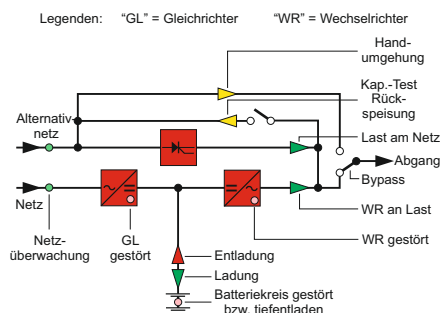 Legenden: “GL” = Gleichrichter “WR” = Wechselrichter
Hand-
umgehung
Kap.-Test
Rück-
speisung
Alternativ-
netz
Last am Netz
Abgang
Bypass
Netz
WR an Last
Netz-
überwachung
GL
gestört
Entladung
WR gestört
Ladung
Batteriekreis gestört
bzw. tiefentladen